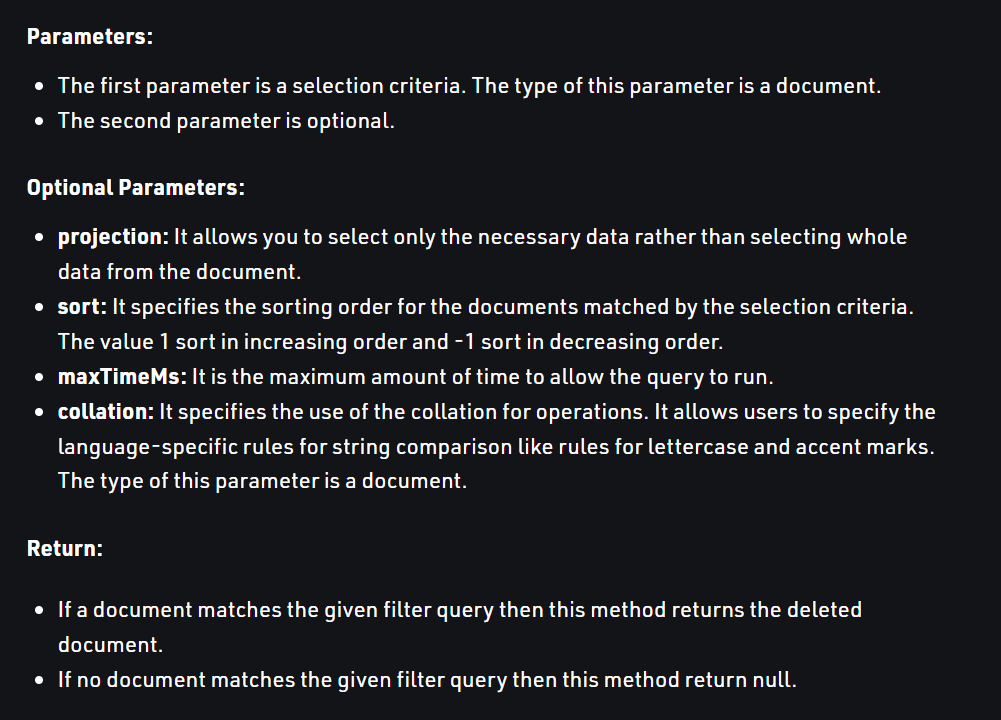 Parameters:
• The first parameter is a selection criteria. The type of this parameter is a document.
• The second parameter is optional.
Optional Parameters:
• projection: It allows you to select only the necessary data rather than selecting whole
data from the document.
• sort: It specifies the sorting order for the documents matched by the selection criteria.
The value 1 sort in increasing order and -1 sort in decreasing order.
• maxTimeMs: It is the maximum amount of time to allow the query to run.
• collation: It specifies the use of the collation for operations. It allows users to specify the
language-specific rules for string comparison like rules for lettercase and accent marks.
The type of this parameter is a document.
Return:
• If a document matches the given filter query then this method returns the deleted
document.
• If no document matches the given filter query then this method return null.